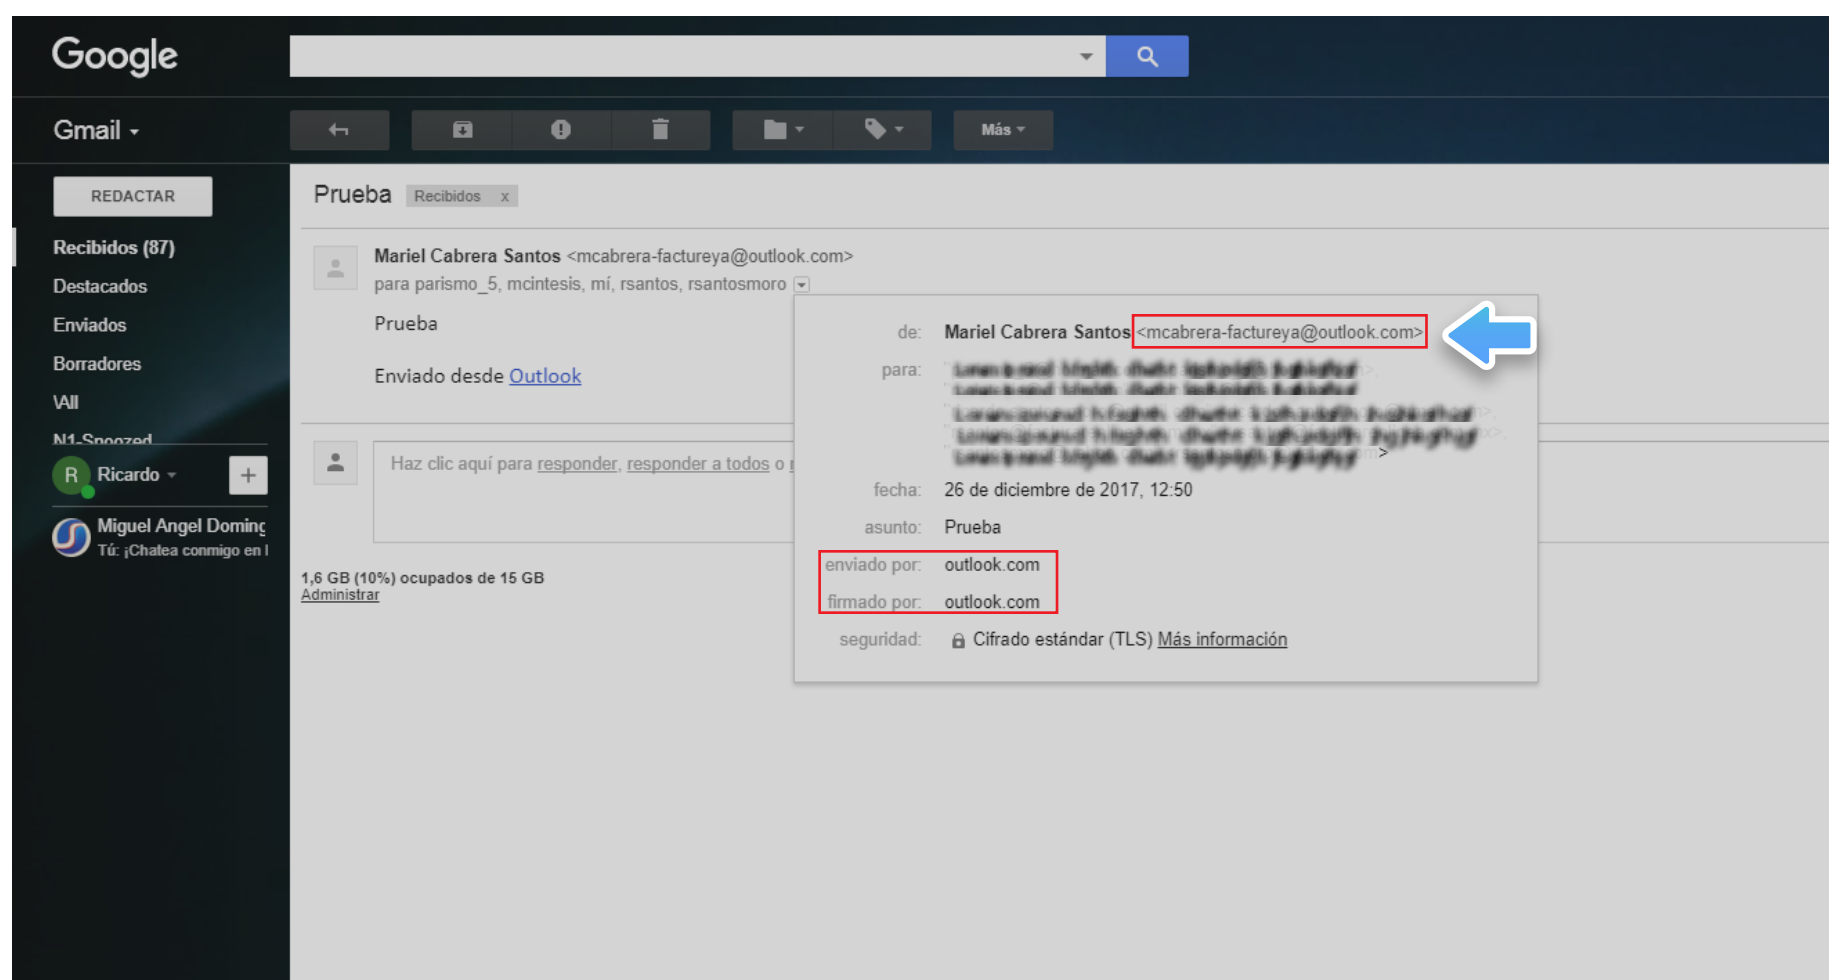 Google
Gmail
Más
REDACTAR
Recibidos (87)
Destacados
Enviados
Borradores
\All
N1-Snoozed
R Ricardo +
Miguel Angel Doming
Tú: ¡Chatea conmigo en l
Prueba Recibidos x
Mariel Cabrera Santos <mcabrera-factureya@outlook.com>
para parismo_5, mcintesis, mí, rsantos, rsantosmoro
Prueba
Enviado desde Outlook
Haz clic aquí para responder, responder a todos o
1,6 GB (10%) ocupados de 15 GB
Administrar
de: Mariel Cabrera Santos <mcabrera-factureya@outlook.com>
para:
fecha: 26 de diciembre de 2017, 12:50
asunto: Prueba
enviado por: outlook.com
firmado por: outlook.com
seguridad: Cifrado estándar (TLS) Más información